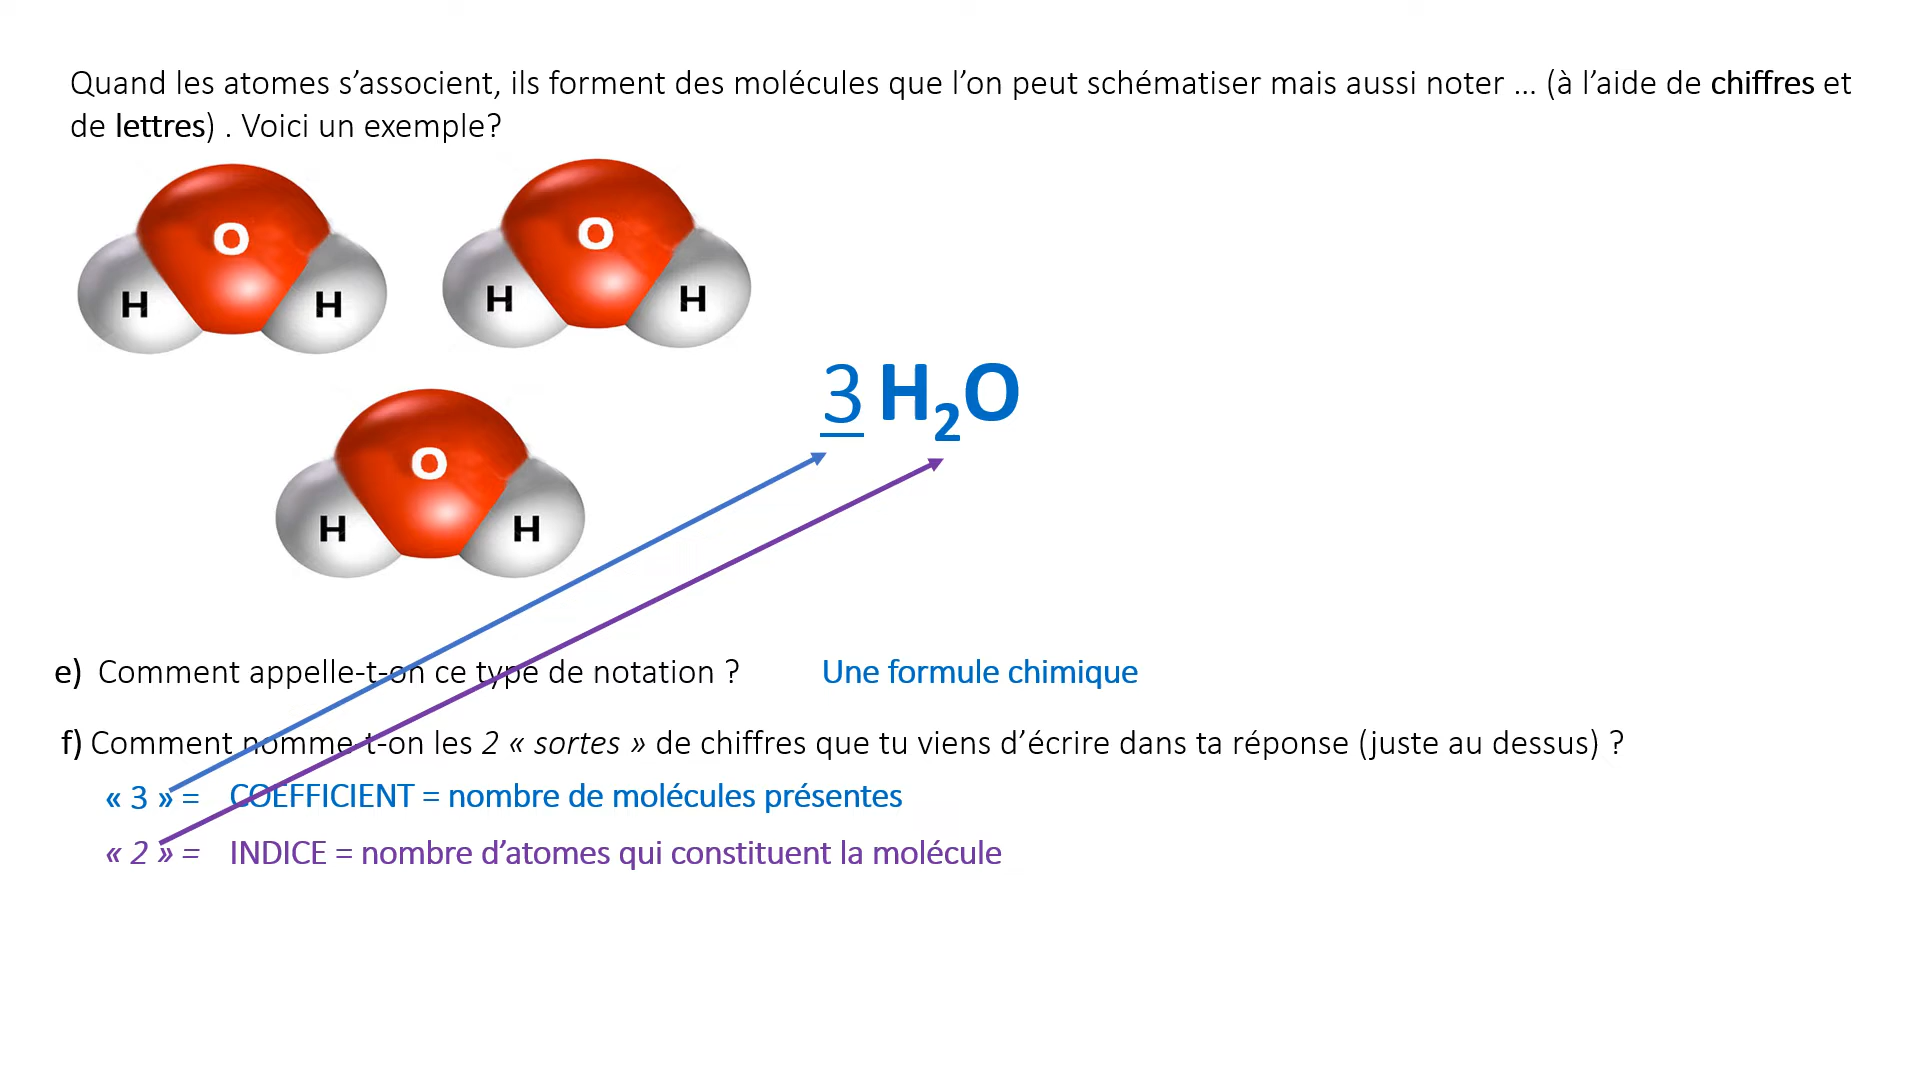 Quand les atomes s’associent, ils forment des molécules que l’on peut schématiser mais aussi noter ... (à l’aide de chiffres et
de lettres) . Voici un exemple?
O
H H
O
H H
O
H H
3 H₂O
e) Comment appelle-t-on ce type de notation ? Une formule chimique
f) Comment nomme-t-on les 2 « sortes » de chiffres que tu viens d’écrire dans ta réponse (juste au dessus) ?
« 3 » = COEFFICIENT = nombre de molécules présentes
« 2 » = INDICE = nombre d’atomes qui constituent la molécule